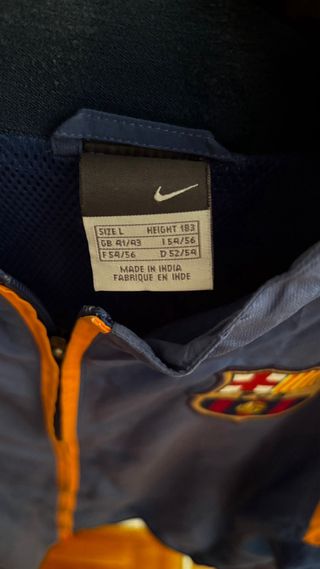 SIZE L HEIGHT 183
GB 41/43 I 54/56
F 54/56 D 52/54
MADE IN INDIA
FABRIQUE EN INDE